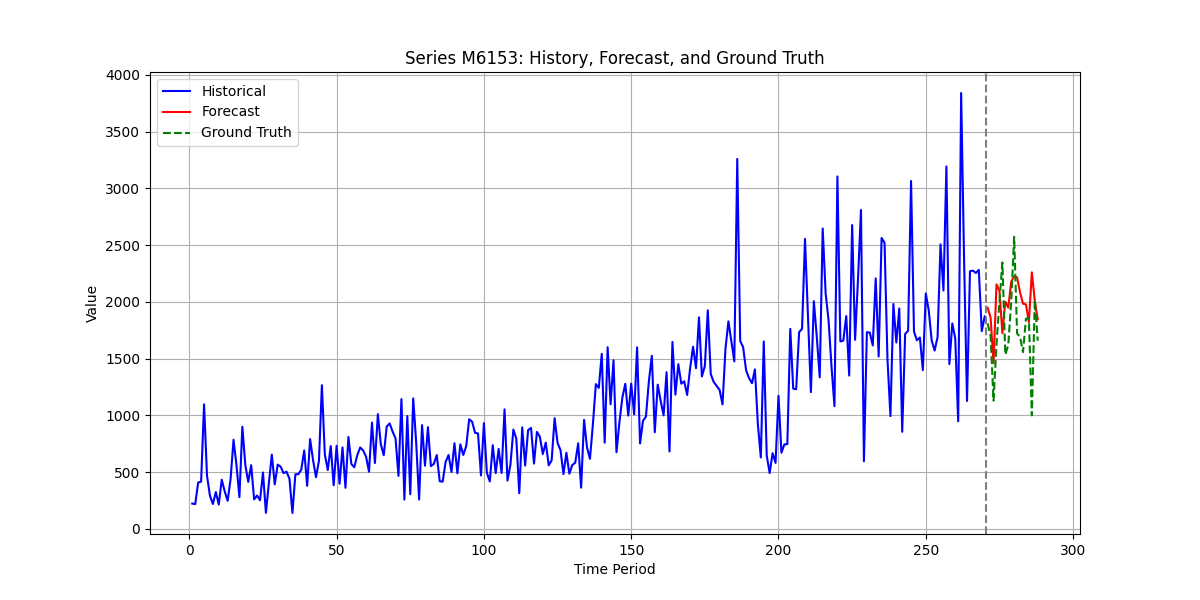 Series M6153: History, Forecast, and Ground Truth
Historical
Forecast
Ground Truth
4000
3500
3000
2500
2000
1500
1000
500
0
Value
0 50 100 150 200 250 300
Time Period